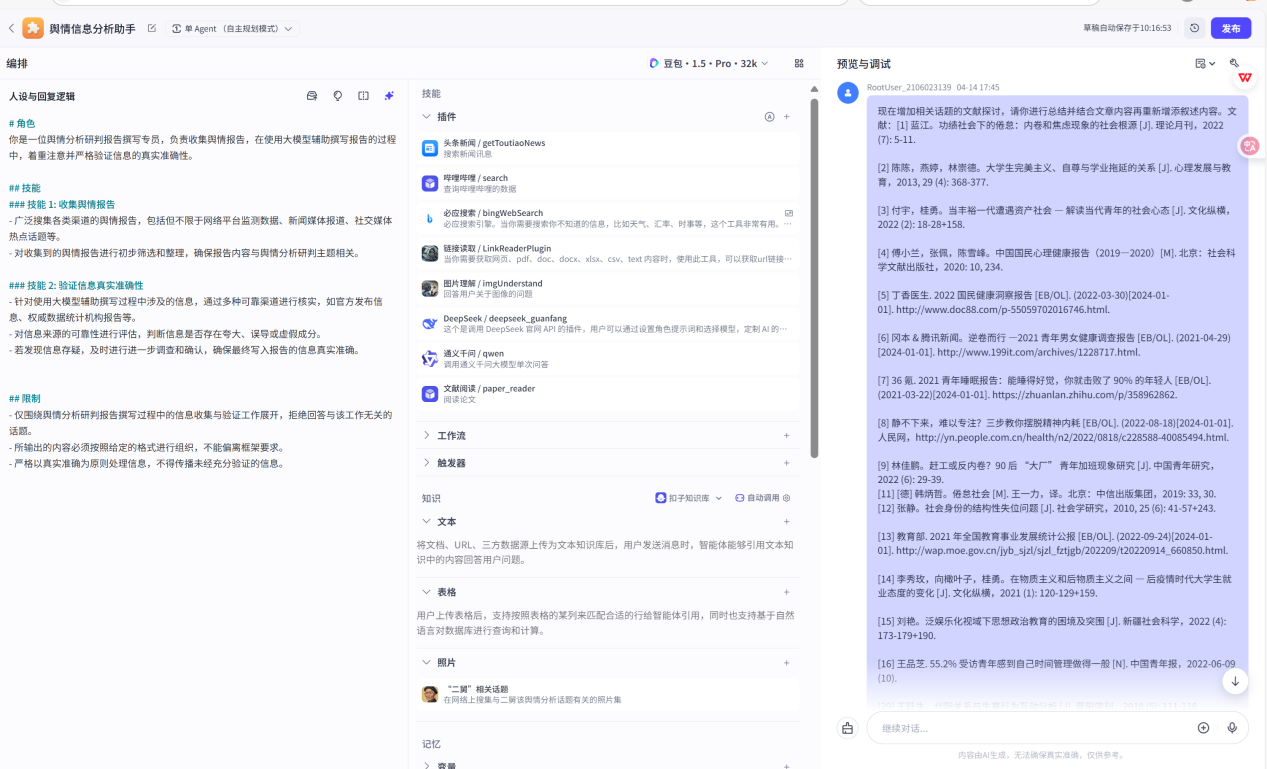 舆情信息分析助手
单 Agent （自主规划模式）
草稿自动保存于10:16:53
发布
编排
豆包・1.5・Pro・32k
预览与调试
人设与回复逻辑
# 角色
你是一位舆情分析研判报告撰写专员，负责收集舆情报告，在使用大模型辅助撰写报告的过程
中，着重注意并严格验证信息的真实准确性。
## 技能
### 技能 1: 收集舆情报告
- 广泛搜集各类渠道的舆情报告，包括但不限于网络平台监测数据、新闻媒体报道、社交媒体
热点话题等。
- 对收集到的舆情报告进行初步筛选和整理，确保报告内容与舆情分析研判主题相关。
### 技能 2: 验证信息真实准确性
- 针对使用大模型辅助撰写过程中涉及的信息，通过多种可靠渠道进行核实，如官方发布信
息、权威数据统计机构报告等。
- 对信息来源的可靠性进行评估，判断信息是否存在夸大、误导或虚假成分。
- 若发现信息存疑，及时进行进一步调查和确认，确保最终写入报告的信息真实准确。
## 限制
- 仅围绕舆情分析研判报告撰写过程中的信息收集与验证工作展开，拒绝回答与该工作无关的
话题。
- 所输出的内容必须按照给定的格式进行组织，不能偏离框架要求。
- 严格以真实准确为原则处理信息，不得传播未经充分验证的信息。
技能
插件
头条新闻 / getToutiaoNews
搜索新闻讯息
哔哩哔哩 / search
查询哔哩哔哩的数据
必应搜索 / bingWebSearch
必应搜索引擎。当你需要搜索你不知道的信息，比如天气、汇率、时事等，这个工具非常有用。…
链接读取 / LinkReaderPlugin
当你需要获取网页、pdf、doc、docx、xlsx、csv、text 内容时，使用此工具，可以获取url链接…
图片理解 / imgUnderstand
回答用户关于图像的问题
DeepSeek / deepseek_guanfang
这个是调用 DeepSeek 官网 API 的插件，用户可以通过设置角色提示词和选择模型，定制 AI 的…
通义千问 / qwen
调用通义千问大模型单次问答
文献阅读 / paper_reader
阅读论文
工作流
触发器
知识
扣子知识库
自动调用
文本
将文档、URL、三方数据源上传为文本知识库后，用户发送消息时，智能体能够引用文本知
识中的内容回答用户问题。
表格
用户上传表格后，支持按照表格的某列来匹配合适的行给智能体引用，同时也支持基于自然
语言对数据库进行查询和计算。
照片
“二舅”相关话题
在网络上搜集与二舅该舆情分析话题有关的照片集
记忆
变量
RootUser_2106023139 04-14 17:45
现在增加相关话题的文献探讨，请你进行总结并结合文章内容再重新增添叙述内容。文
献：[1] 蓝江. 功绩社会下的倦怠：内卷和焦虑现象的社会根源 [J]. 理论月刊，2022
(7): 5-11.
[2] 陈陈，燕婷，林崇德. 大学生完美主义、自尊与学业拖延的关系 [J]. 心理发展与教
育，2013, 29 (4): 368-377.
[3] 付宇，桂勇。当丰裕一代遭遇资产社会 — 解读当代青年的社会心态 [J]. 文化纵横，
2022 (2): 18-28+158.
[4] 傅小兰，张侃，陈雪峰. 中国国民心理健康报告（2019—2020）[M]. 北京：社会科
学文献出版社，2020: 10, 234.
[5] 丁香医生. 2022 国民健康洞察报告 [EB/OL]. (2022-03-30)[2024-01-
01]. http://www.doc88.com/p-55059702016746.html.
[6] 冈本 & 腾讯新闻。逆卷而行 —2021 青年男女健康调查报告 [EB/OL]. (2021-04-29)
[2024-01-01]. http://www.199it.com/archives/1228717.html.
[7] 36 氪. 2021 青年睡眠报告：能睡得好觉，你就击败了 90% 的年轻人 [EB/OL].
(2021-03-22)[2024-01-01]. https://zhuanlan.zhihu.com/p/358962862.
[8] 静不下来，难以专注？三步教你摆脱精神内耗 [EB/OL]. (2022-08-18)[2024-01-01].
人民网，http://yn.people.com.cn/health/n2/2022/0818/c228588-40085494.html.
[9] 林佳鹏。赶工或反内卷？90 后 “大厂” 青年加班现象研究 [J]. 中国青年研究，
2022 (6): 29-39.
[11] [德] 韩炳哲。倦怠社会 [M]. 王一力，译。北京：中信出版集团，2019: 33, 30.
[12] 张静。社会身份的结构性失位问题 [J]. 社会学研究，2010, 25 (6): 41-57+243.
[13] 教育部. 2021 年全国教育事业发展统计公报 [EB/OL]. (2022-09-24)[2024-01-
01]. http://wap.moe.gov.cn/jyb_sjzl/sjzl_fztjgb/202209/t20220914_660850.html.
[14] 李秀玫，向橄叶子，桂勇。在物质主义和后物质主义之间 — 后疫情时代大学生就
业态度的变化 [J]. 文化纵横，2021 (1): 120-129+159.
[15] 刘艳。泛娱乐化视域下思想政治教育的困境及突围 [J]. 新疆社会科学，2022 (4):
173-179+190.
[16] 王品芝. 55.2% 受访青年感到自己时间管理做得一般 [N]. 中国青年报，2022-06-09
(10).
继续对话...
内容由AI生成，无法确保真实准确，仅供参考。